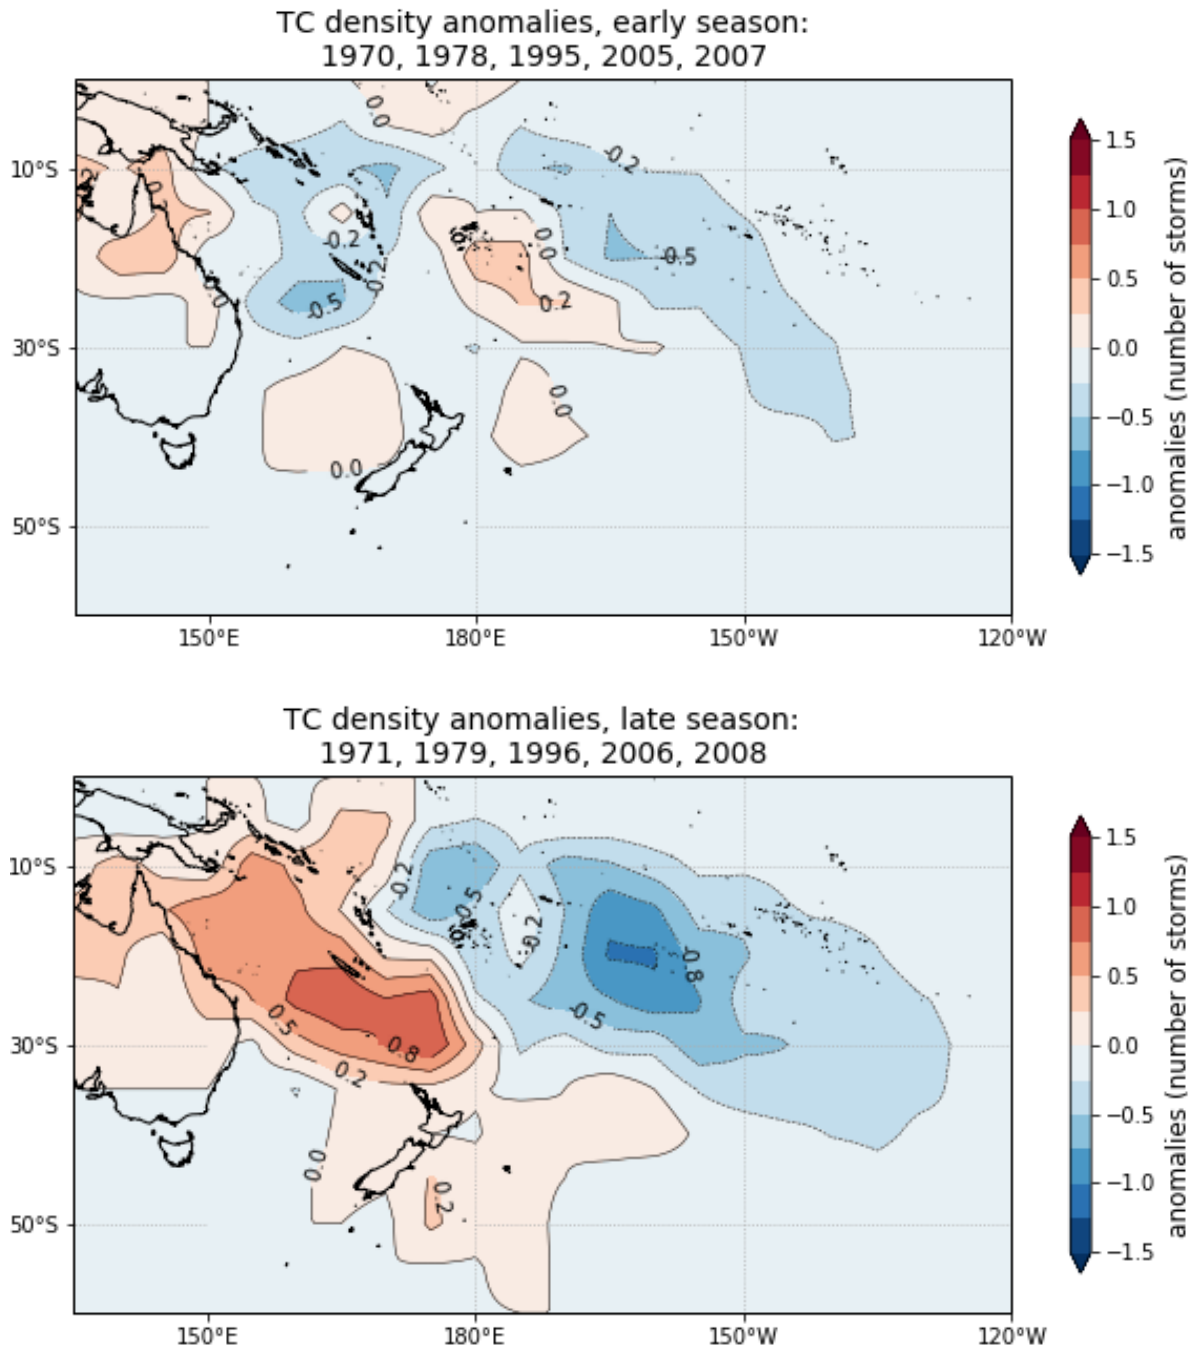 TC density anomalies, early season:
1970, 1978, 1995, 2005, 2007
0.0
-0.2
10°S
0.0
-0.2
0.2
-0.5
0.0
0.2
-0.5
30°S
0.0
0.0
50°S
150°E
180°E
150°W
120°W
1.5
1.0
0.5
0.0
−0.5
−1.0
−1.5
anomalies (number of storms)
TC density anomalies, late season:
1971, 1979, 1996, 2006, 2008
10°S
-0.2
-0.5
-0.2
-0.8
0.5
-0.5
0.8
30°S
0.2
0.0
0.2
50°S
150°E
180°E
150°W
120°W
1.5
1.0
0.5
0.0
−0.5
−1.0
−1.5
anomalies (number of storms)